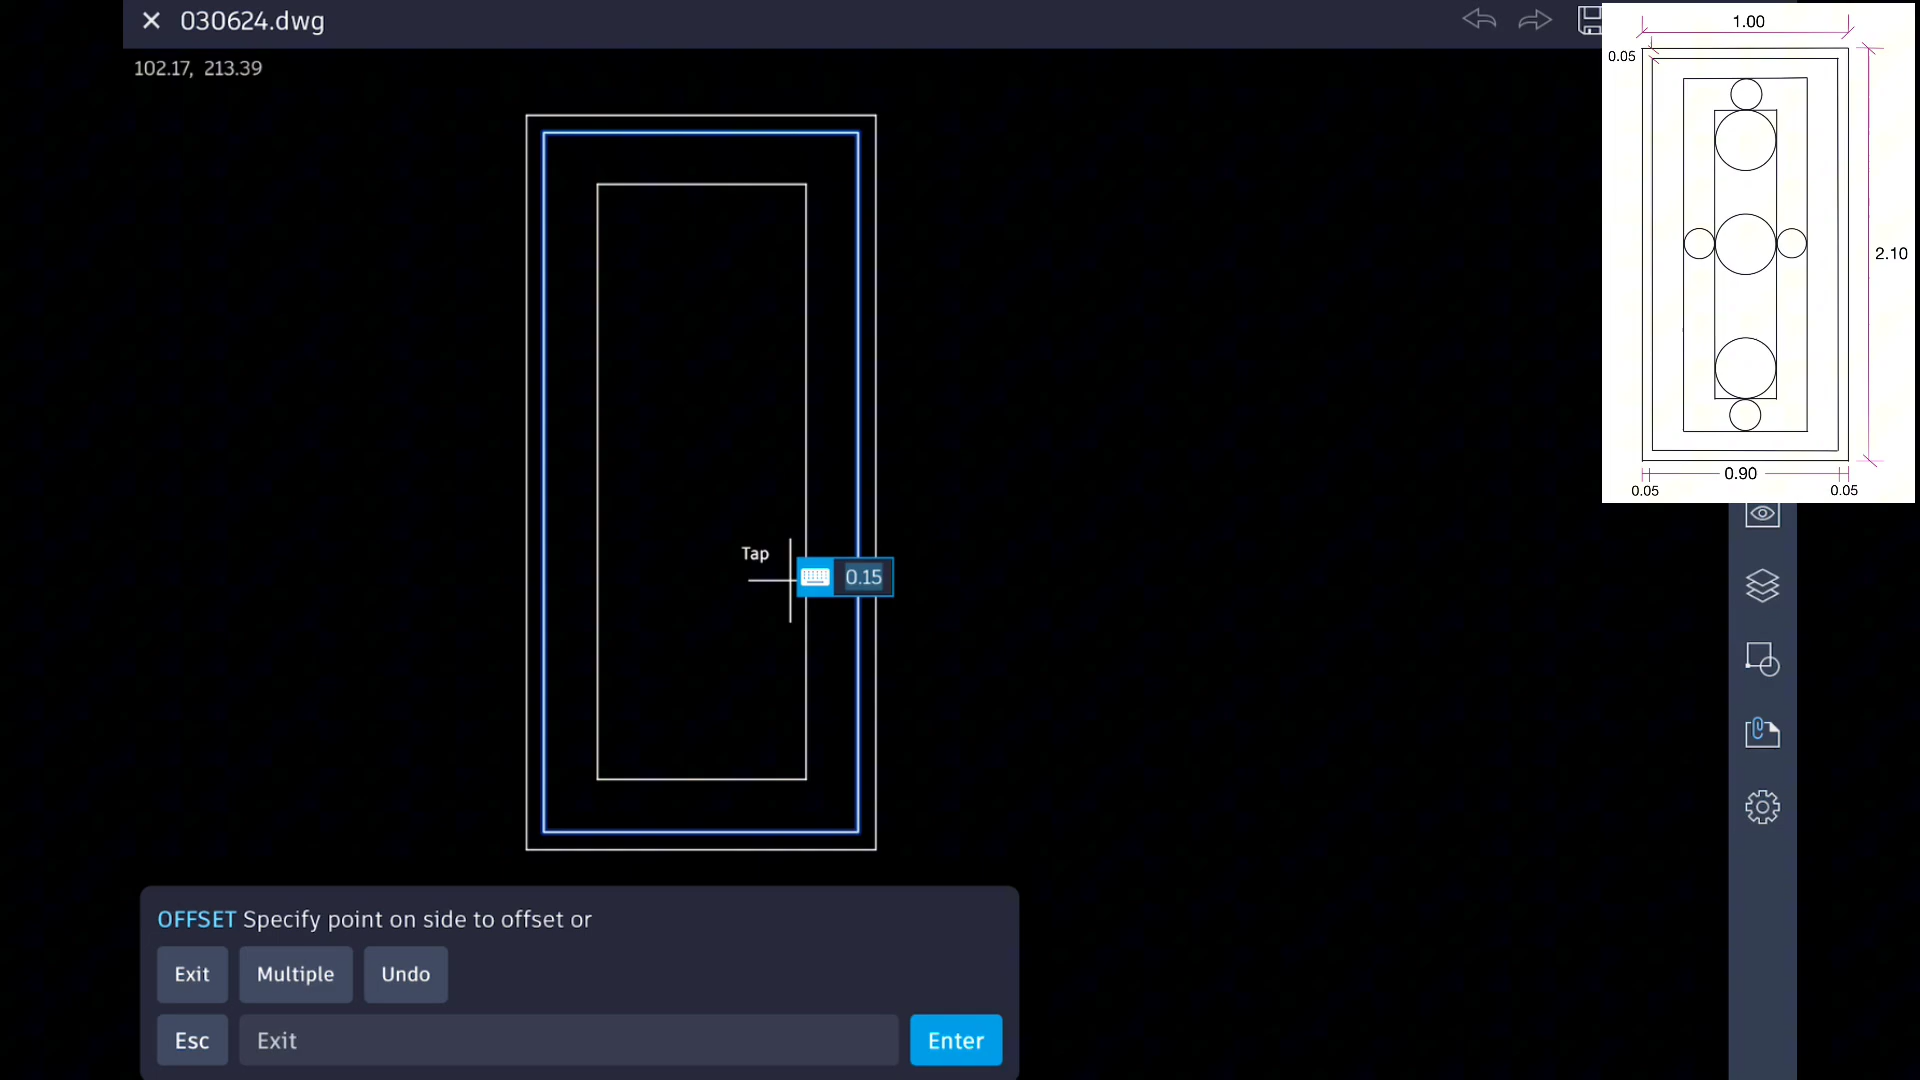 030624.dwg
102.17, 213.39
1.00
0.05
2.10
0.90
0.05
0.05
Tap
0.15
OFFSET Specify point on side to offset or
Exit
Multiple
Undo
Esc
Exit
Enter